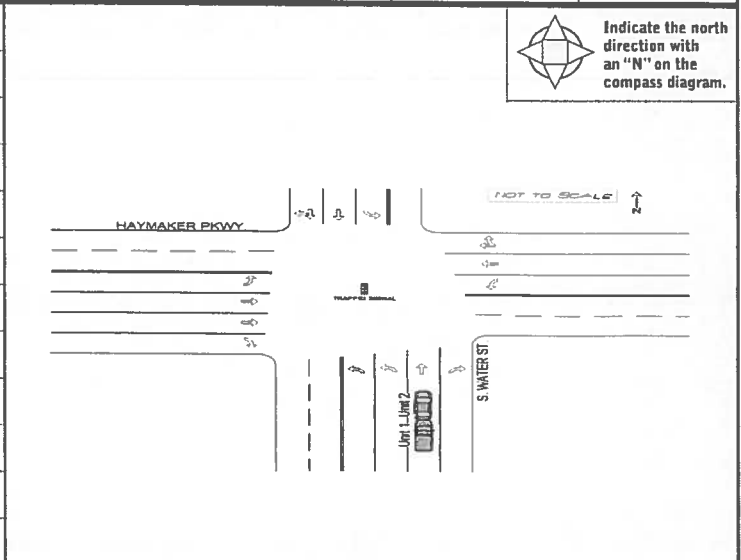 Indicate the north
direction with
an "N" on the
compass diagram.
NOT TO SCALE
N
HAYMAKER PKWY.
TRAFFIC SIGNAL
S. WATER ST.
Unit 1 Unit 2